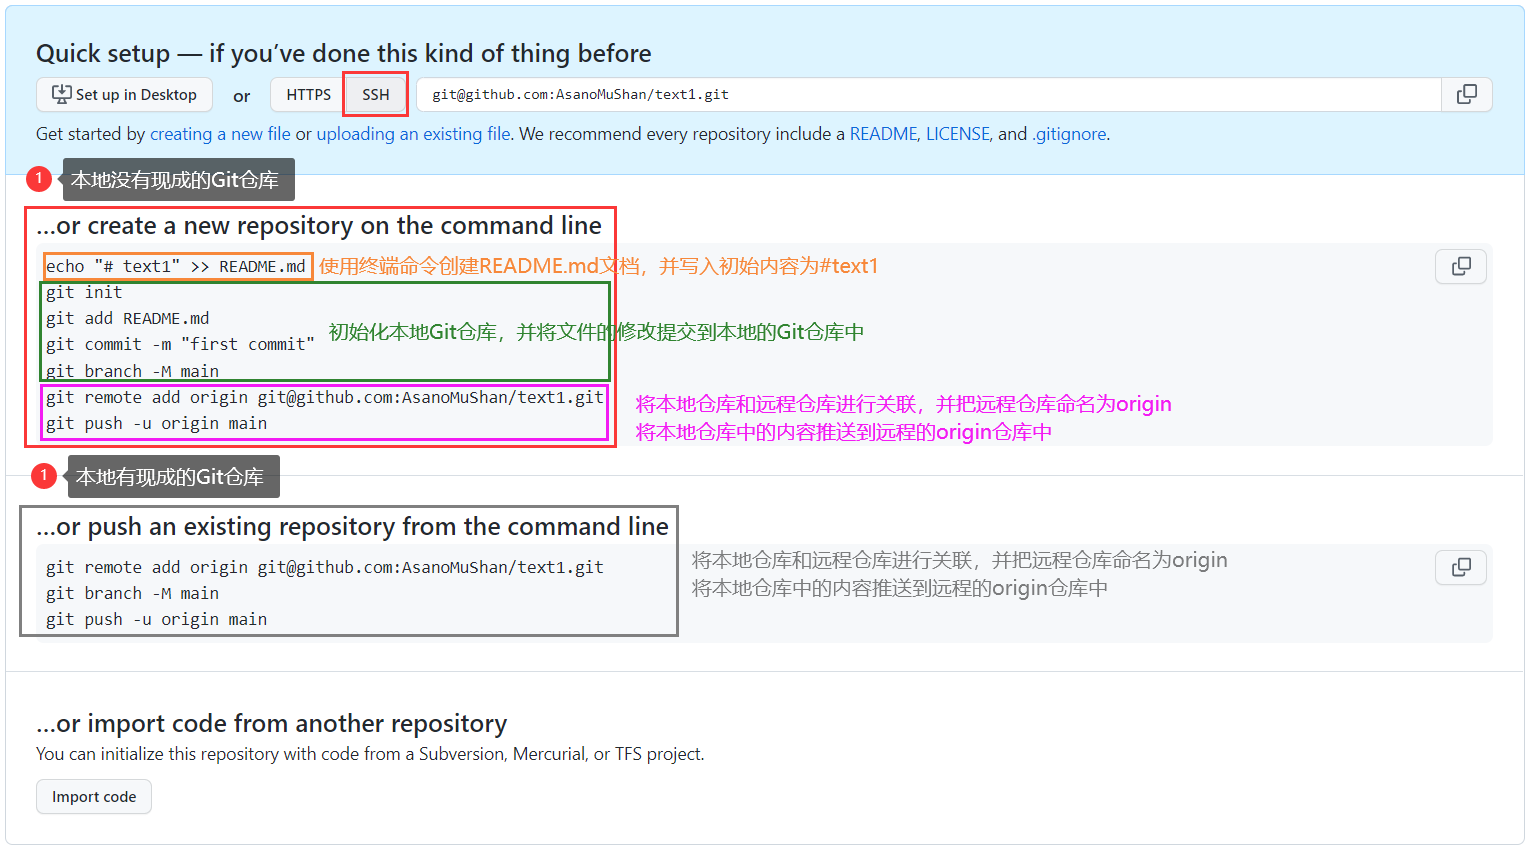 Quick setup — if you’ve done this kind of thing before
Set up in Desktop or HTTPS SSH git@github.com:AsanoMuShan/text1.git
Get started by creating a new file or uploading an existing file. We recommend every repository include a README, LICENSE, and .gitignore.
1 本地没有现成的Git仓库
…or create a new repository on the command line
echo "# text1" >> README.md 使用终端命令创建README.md文档，并写入初始内容为#text1
git init
git add README.md
git commit -m "first commit" 初始化本地Git仓库，并将文件的修改提交到本地的Git仓库中
git branch -M main
git remote add origin git@github.com:AsanoMuShan/text1.git 将本地仓库和远程仓库进行关联，并把远程仓库命名为origin
git push -u origin main 将本地仓库中的内容推送到远程的origin仓库中
1 本地有现成的Git仓库
…or push an existing repository from the command line
git remote add origin git@github.com:AsanoMuShan/text1.git 将本地仓库和远程仓库进行关联，并把远程仓库命名为origin
git branch -M main 将本地仓库中的内容推送到远程的origin仓库中
git push -u origin main
…or import code from another repository
You can initialize this repository with code from a Subversion, Mercurial, or TFS project.
Import code